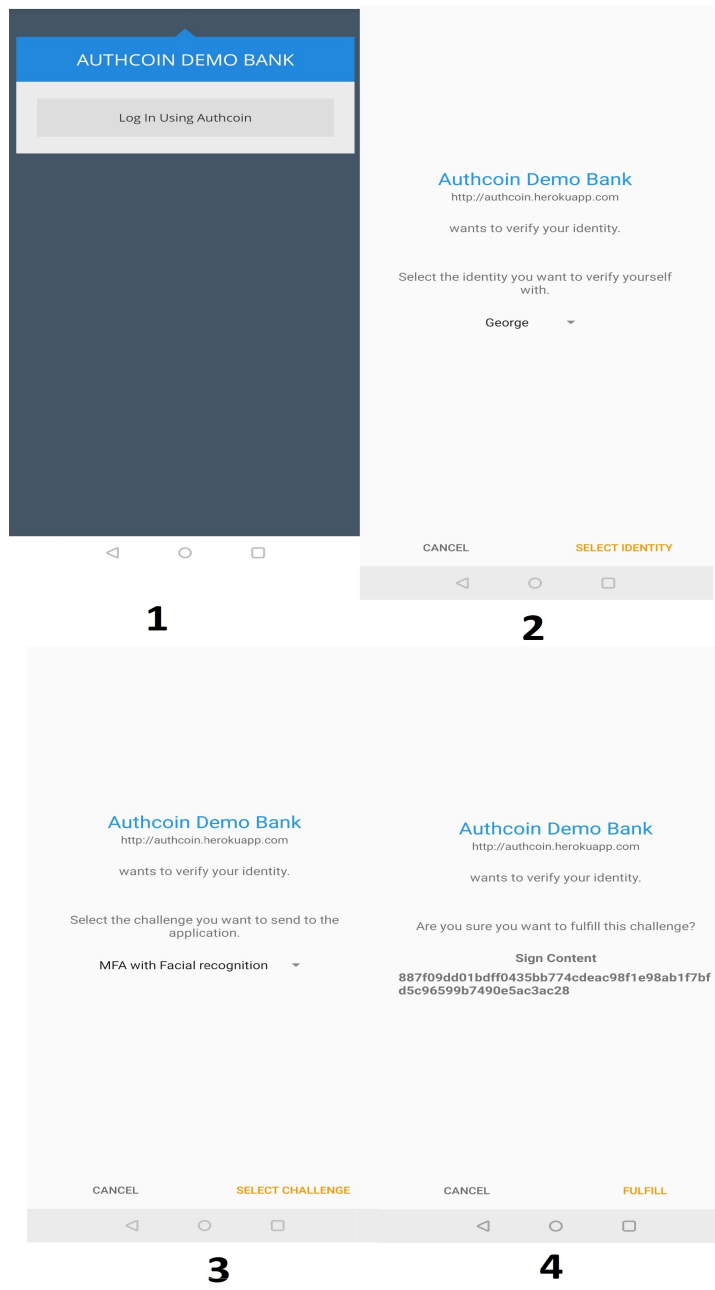 AUTHCOIN DEMO BANK
Log In Using Authcoin
1
Authcoin Demo Bank
http://authcoin.herokuapp.com
wants to verify your identity.
Select the identity you want to verify yourself
with.
George
CANCEL SELECT IDENTITY
2
Authcoin Demo Bank
http://authcoin.herokuapp.com
wants to verify your identity.
Select the challenge you want to send to the
application.
MFA with Facial recognition
CANCEL SELECT CHALLENGE
3
Authcoin Demo Bank
http://authcoin.herokuapp.com
wants to verify your identity.
Are you sure you want to fulfill this challenge?
Sign Content
887f09dd01bdff0435bb774cdeac98f1e98ab1f7bf
d5c96599b7490e5ac3ac28
CANCEL FULFILL
4